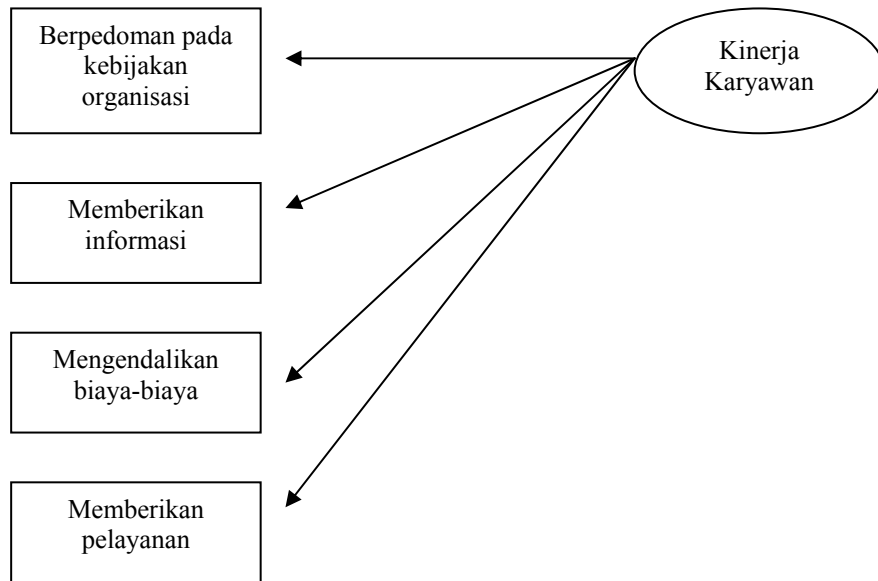 Berpedoman pada
kebijakan
organisasi
Kinerja
Karyawan
Memberikan
informasi
Mengendalikan
biaya-biaya
Memberikan
pelayanan